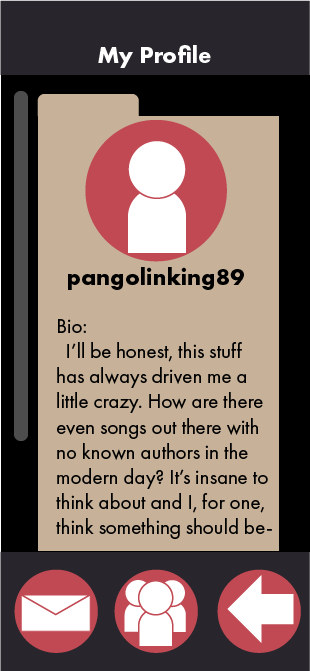 My Profile
pangolinking89
Bio:
I'll be honest, this stuff
has always driven me a
little crazy. How are there
even songs out there with
no known authors in the
modern day? It's insane to
think about and I, for one,
think something should be-